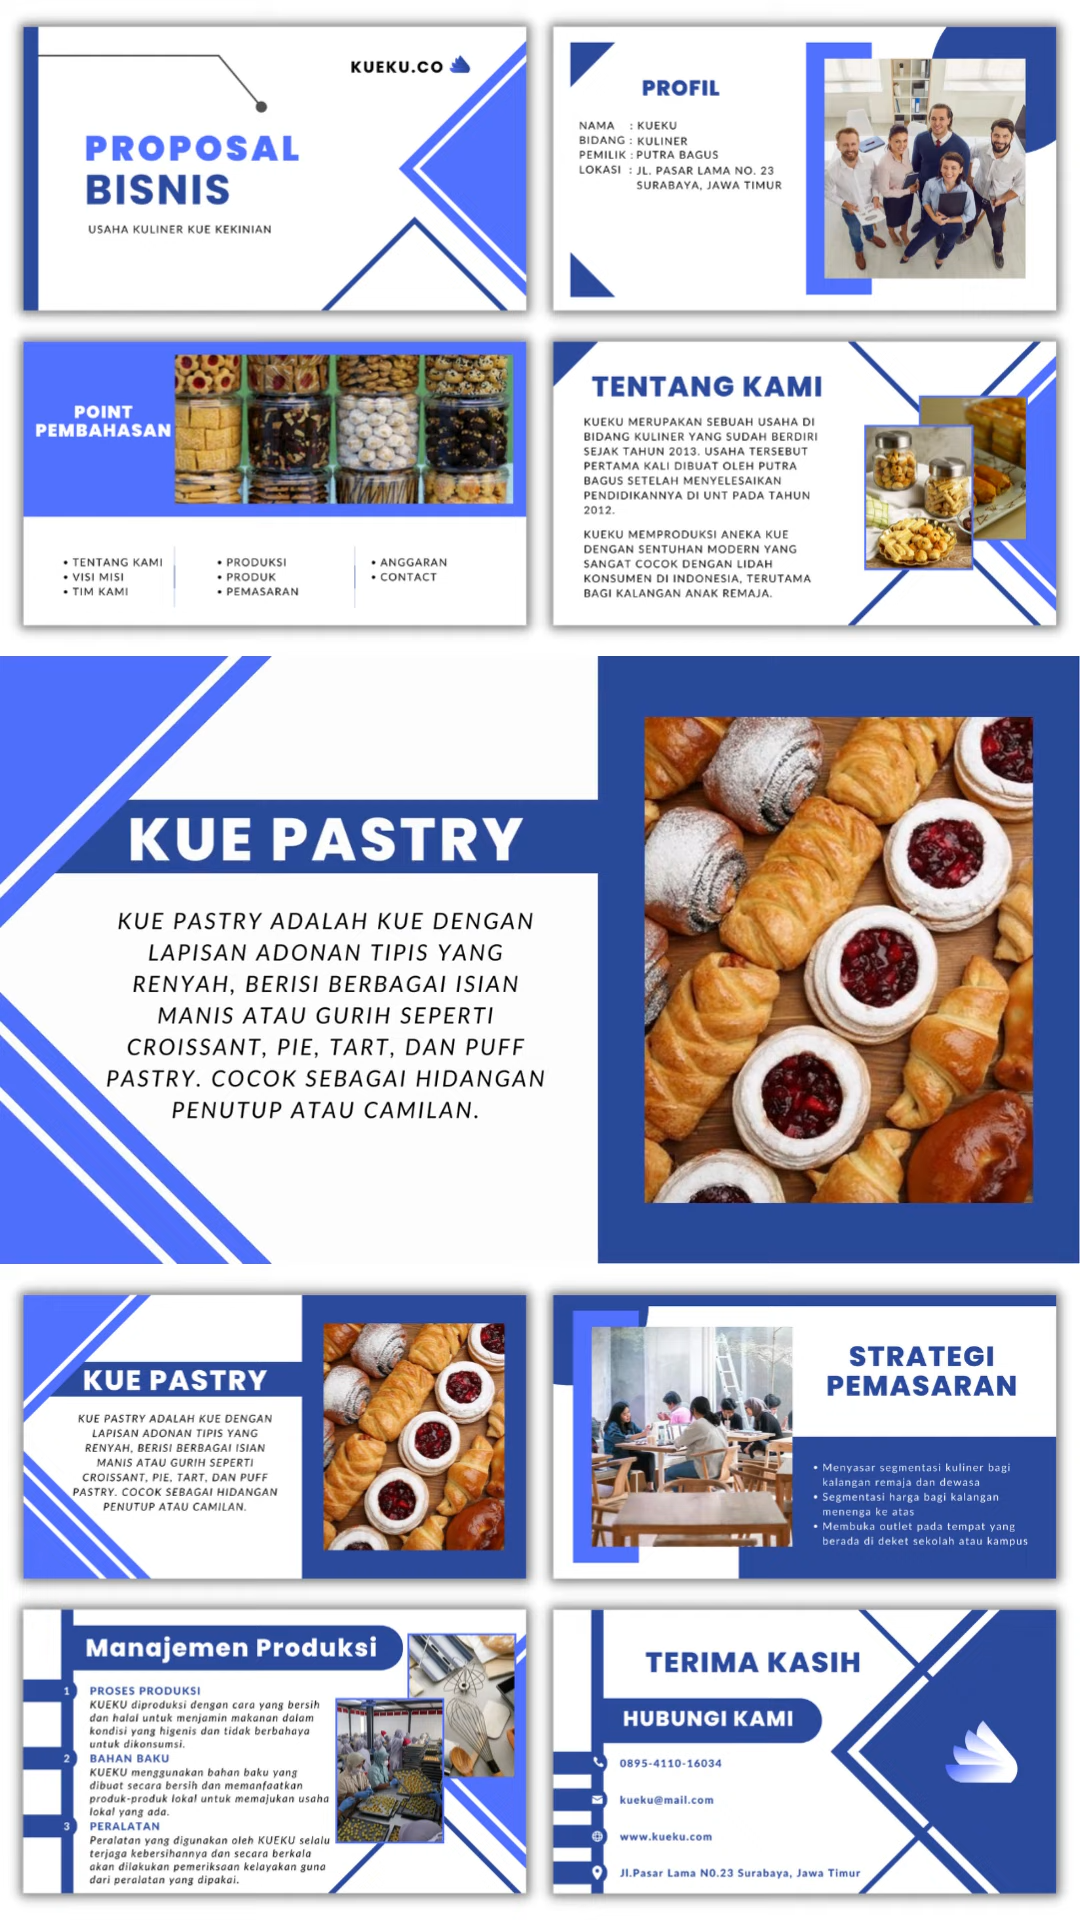 KUEKU.CO
PROPOSAL
BISNIS
USAHA KULINER KUE KEKINIAN
PROFIL
NAMA : KUEKU
BIDANG : KULINER
PEMILIK : PUTRA BAGUS
LOKASI : JL. PASAR LAMA NO. 23
SURABAYA, JAWA TIMUR
POINT
PEMBAHASAN
• TENTANG KAMI
• VISI MISI
• TIM KAMI
• PRODUKSI
• PRODUK
• PEMASARAN
• ANGGARAN
• CONTACT
TENTANG KAMI
KUEKU MERUPAKAN SEBUAH USAHA DI
BIDANG KULINER YANG SUDAH BERDIRI
SEJAK TAHUN 2013. USAHA TERSEBUT
PERTAMA KALI DIBUAT OLEH PUTRA
BAGUS SETELAH MENYELESAIKAN
PENDIDIKANNYA DI UNT PADA TAHUN
2012.
KUEKU MEMPRODUKSI ANEKA KUE
DENGAN SENTUHAN MODERN YANG
SANGAT COCOK DENGAN LIDAH
KONSUMEN DI INDONESIA, TERUTAMA
BAGI KALANGAN ANAK REMAJA.
KUE PASTRY
KUE PASTRY ADALAH KUE DENGAN
LAPISAN ADONAN TIPIS YANG
RENYAH, BERISI BERBAGAI ISIAN
MANIS ATAU GURIH SEPERTI
CROISSANT, PIE, TART, DAN PUFF
PASTRY. COCOK SEBAGAI HIDANGAN
PENUTUP ATAU CAMILAN.
KUE PASTRY
KUE PASTRY ADALAH KUE DENGAN
LAPISAN ADONAN TIPIS YANG
RENYAH, BERISI BERBAGAI ISIAN
MANIS ATAU GURIH SEPERTI
CROISSANT, PIE, TART, DAN PUFF
PASTRY. COCOK SEBAGAI HIDANGAN
PENUTUP ATAU CAMILAN.
STRATEGI
PEMASARAN
• Menyasar segmentasi kuliner bagi
kalangan remaja dan dewasa
• Segmentasi harga bagi kalangan
menenga ke atas
• Membuka outlet pada tempat yang
berada di deket sekolah atau kampus
Manajemen Produksi
1 PROSES PRODUKSI
KUEKU diproduksi dengan cara yang bersih
dan halal untuk menjamin makanan dalam
kondisi yang higenis dan tidak berbahaya
untuk dikonsumsi.
2 BAHAN BAKU
KUEKU menggunakan bahan baku yang
dibuat secara bersih dan memanfaatkan
produk-produk lokal untuk memajukan usaha
lokal yang ada.
3 PERALATAN
Peralatan yang digunakan oleh KUEKU selalu
terjaga kebersihannya dan secara berkala
akan dilakukan pemeriksaan kelayakan guna
dari peralatan yang dipakai.
TERIMA KASIH
HUBUNGI KAMI
0895-4110-16034
kueku@mail.com
www.kueku.com
Jl.Pasar Lama N0.23 Surabaya, Jawa Timur